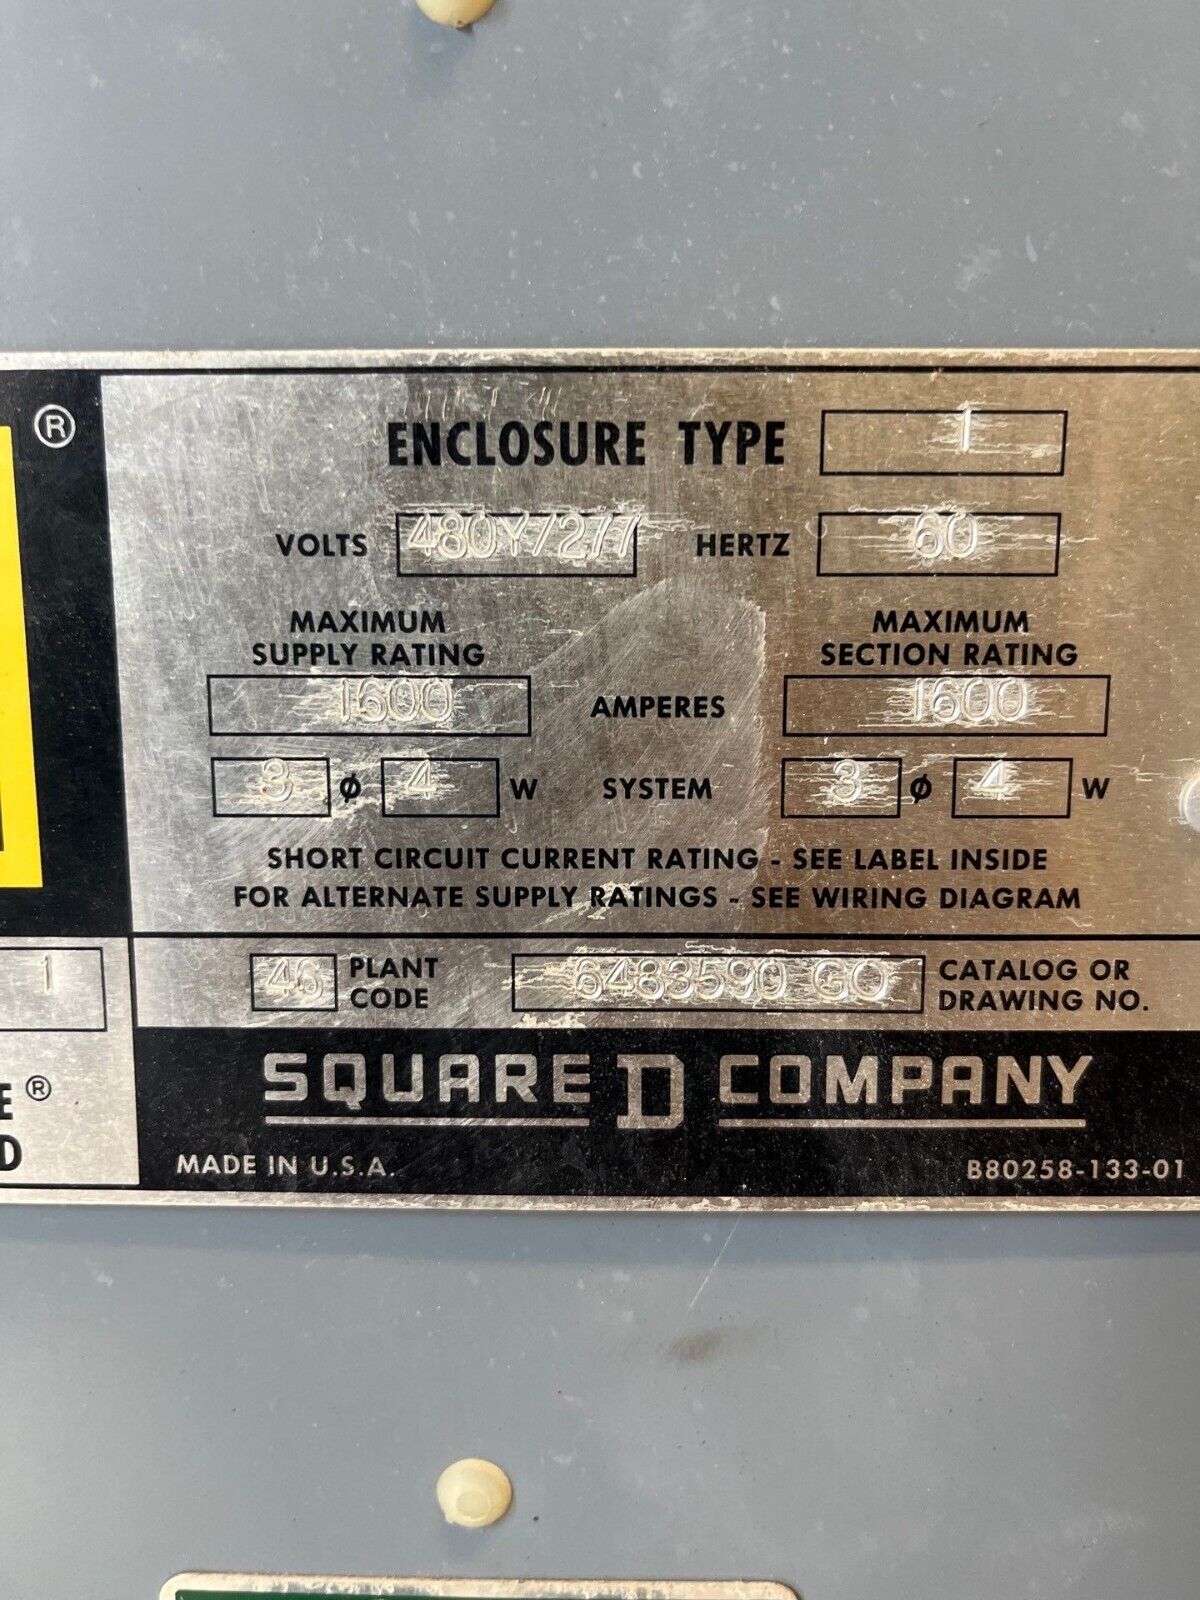 ®
ENCLOSURE TYPE 1
VOLTS 480Y/277 HERTZ 60
MAXIMUM SUPPLY RATING
MAXIMUM SECTION RATING
1600 AMPERES 1600
3 ø 4 W SYSTEM 3 ø 4 W
SHORT CIRCUIT CURRENT RATING - SEE LABEL INSIDE
FOR ALTERNATE SUPPLY RATINGS - SEE WIRING DIAGRAM
1
46 PLANT CODE
6483590 GO CATALOG OR DRAWING NO.
E®
D
SQUARE D COMPANY
MADE IN U.S.A. B80258-133-01